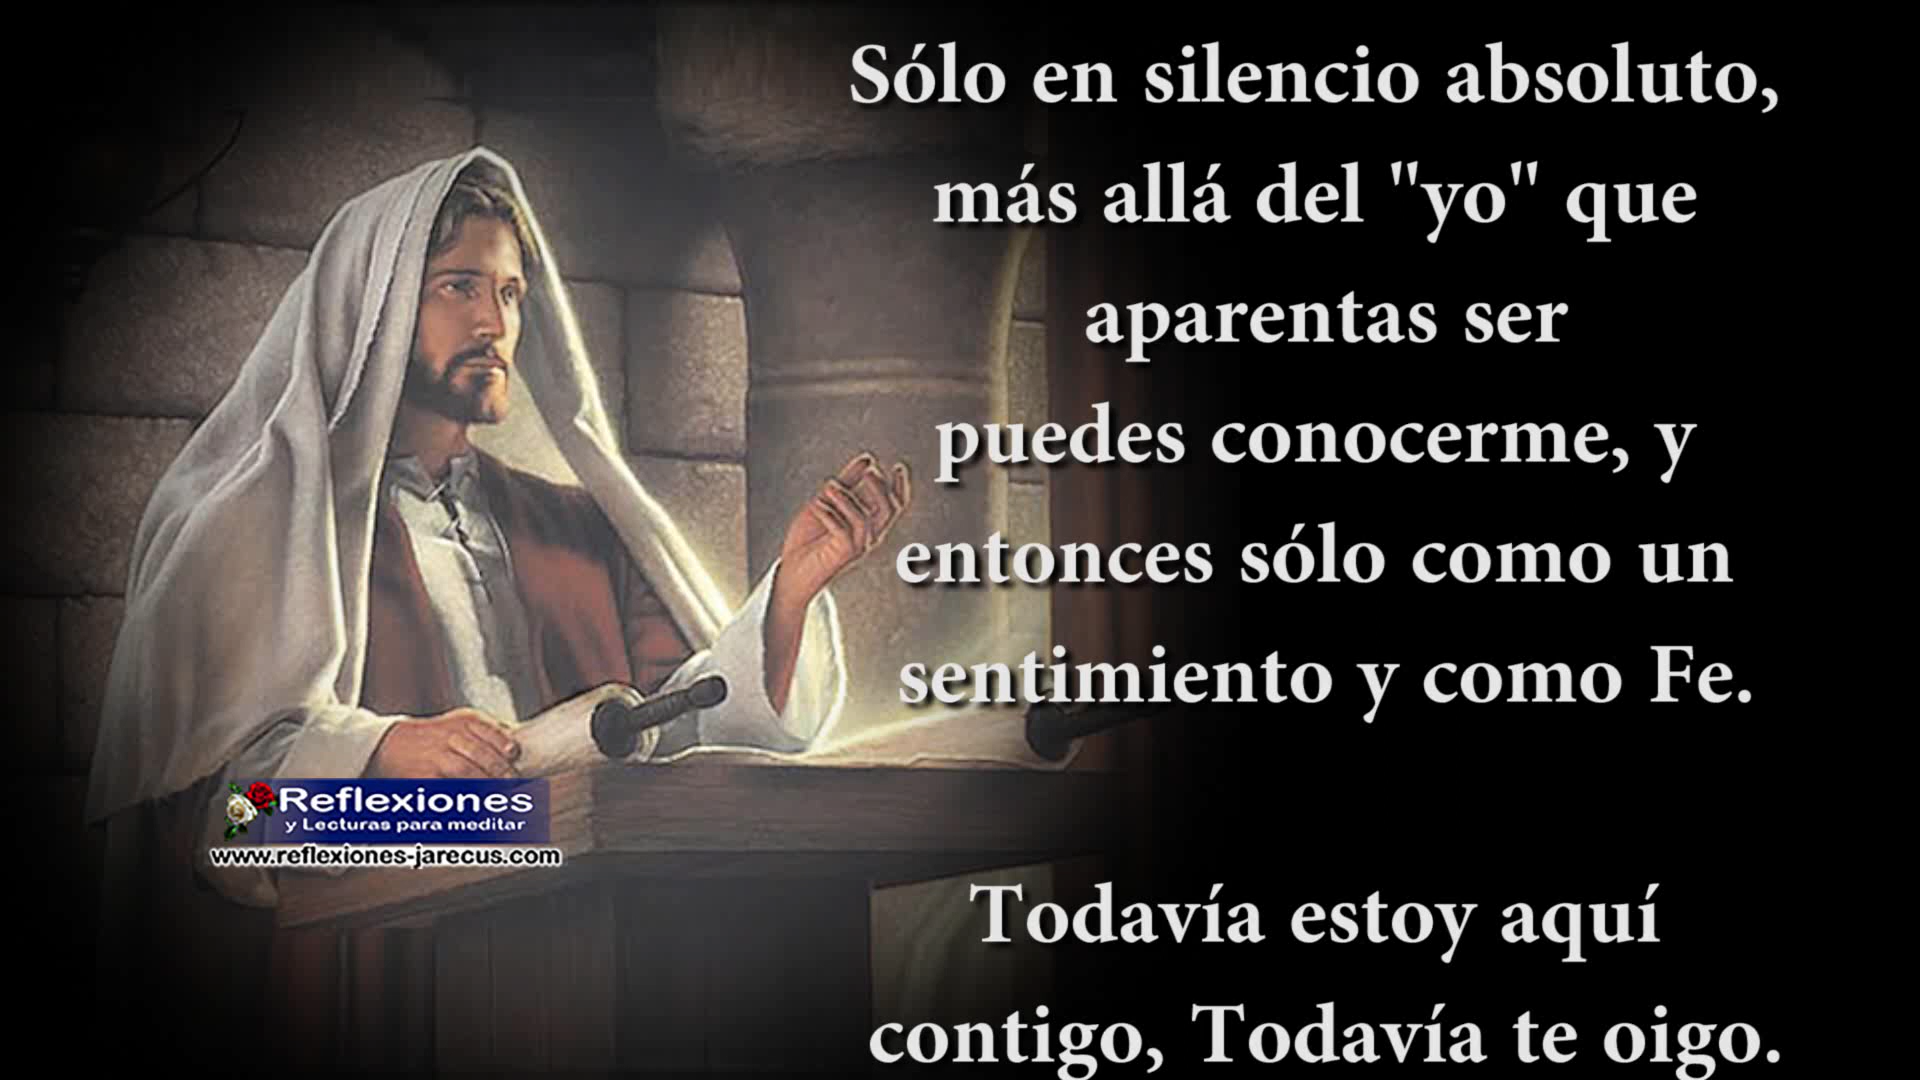 Sólo en silencio absoluto,
más allá del "yo" que
aparentas ser
puedes conocerme, y
entonces sólo como un
sentimiento y como Fe.
Todavía estoy aquí
contigo, Todavía te oigo.
Reflexiones
y Lecturas para meditar
www.reflexiones-jarecus.com